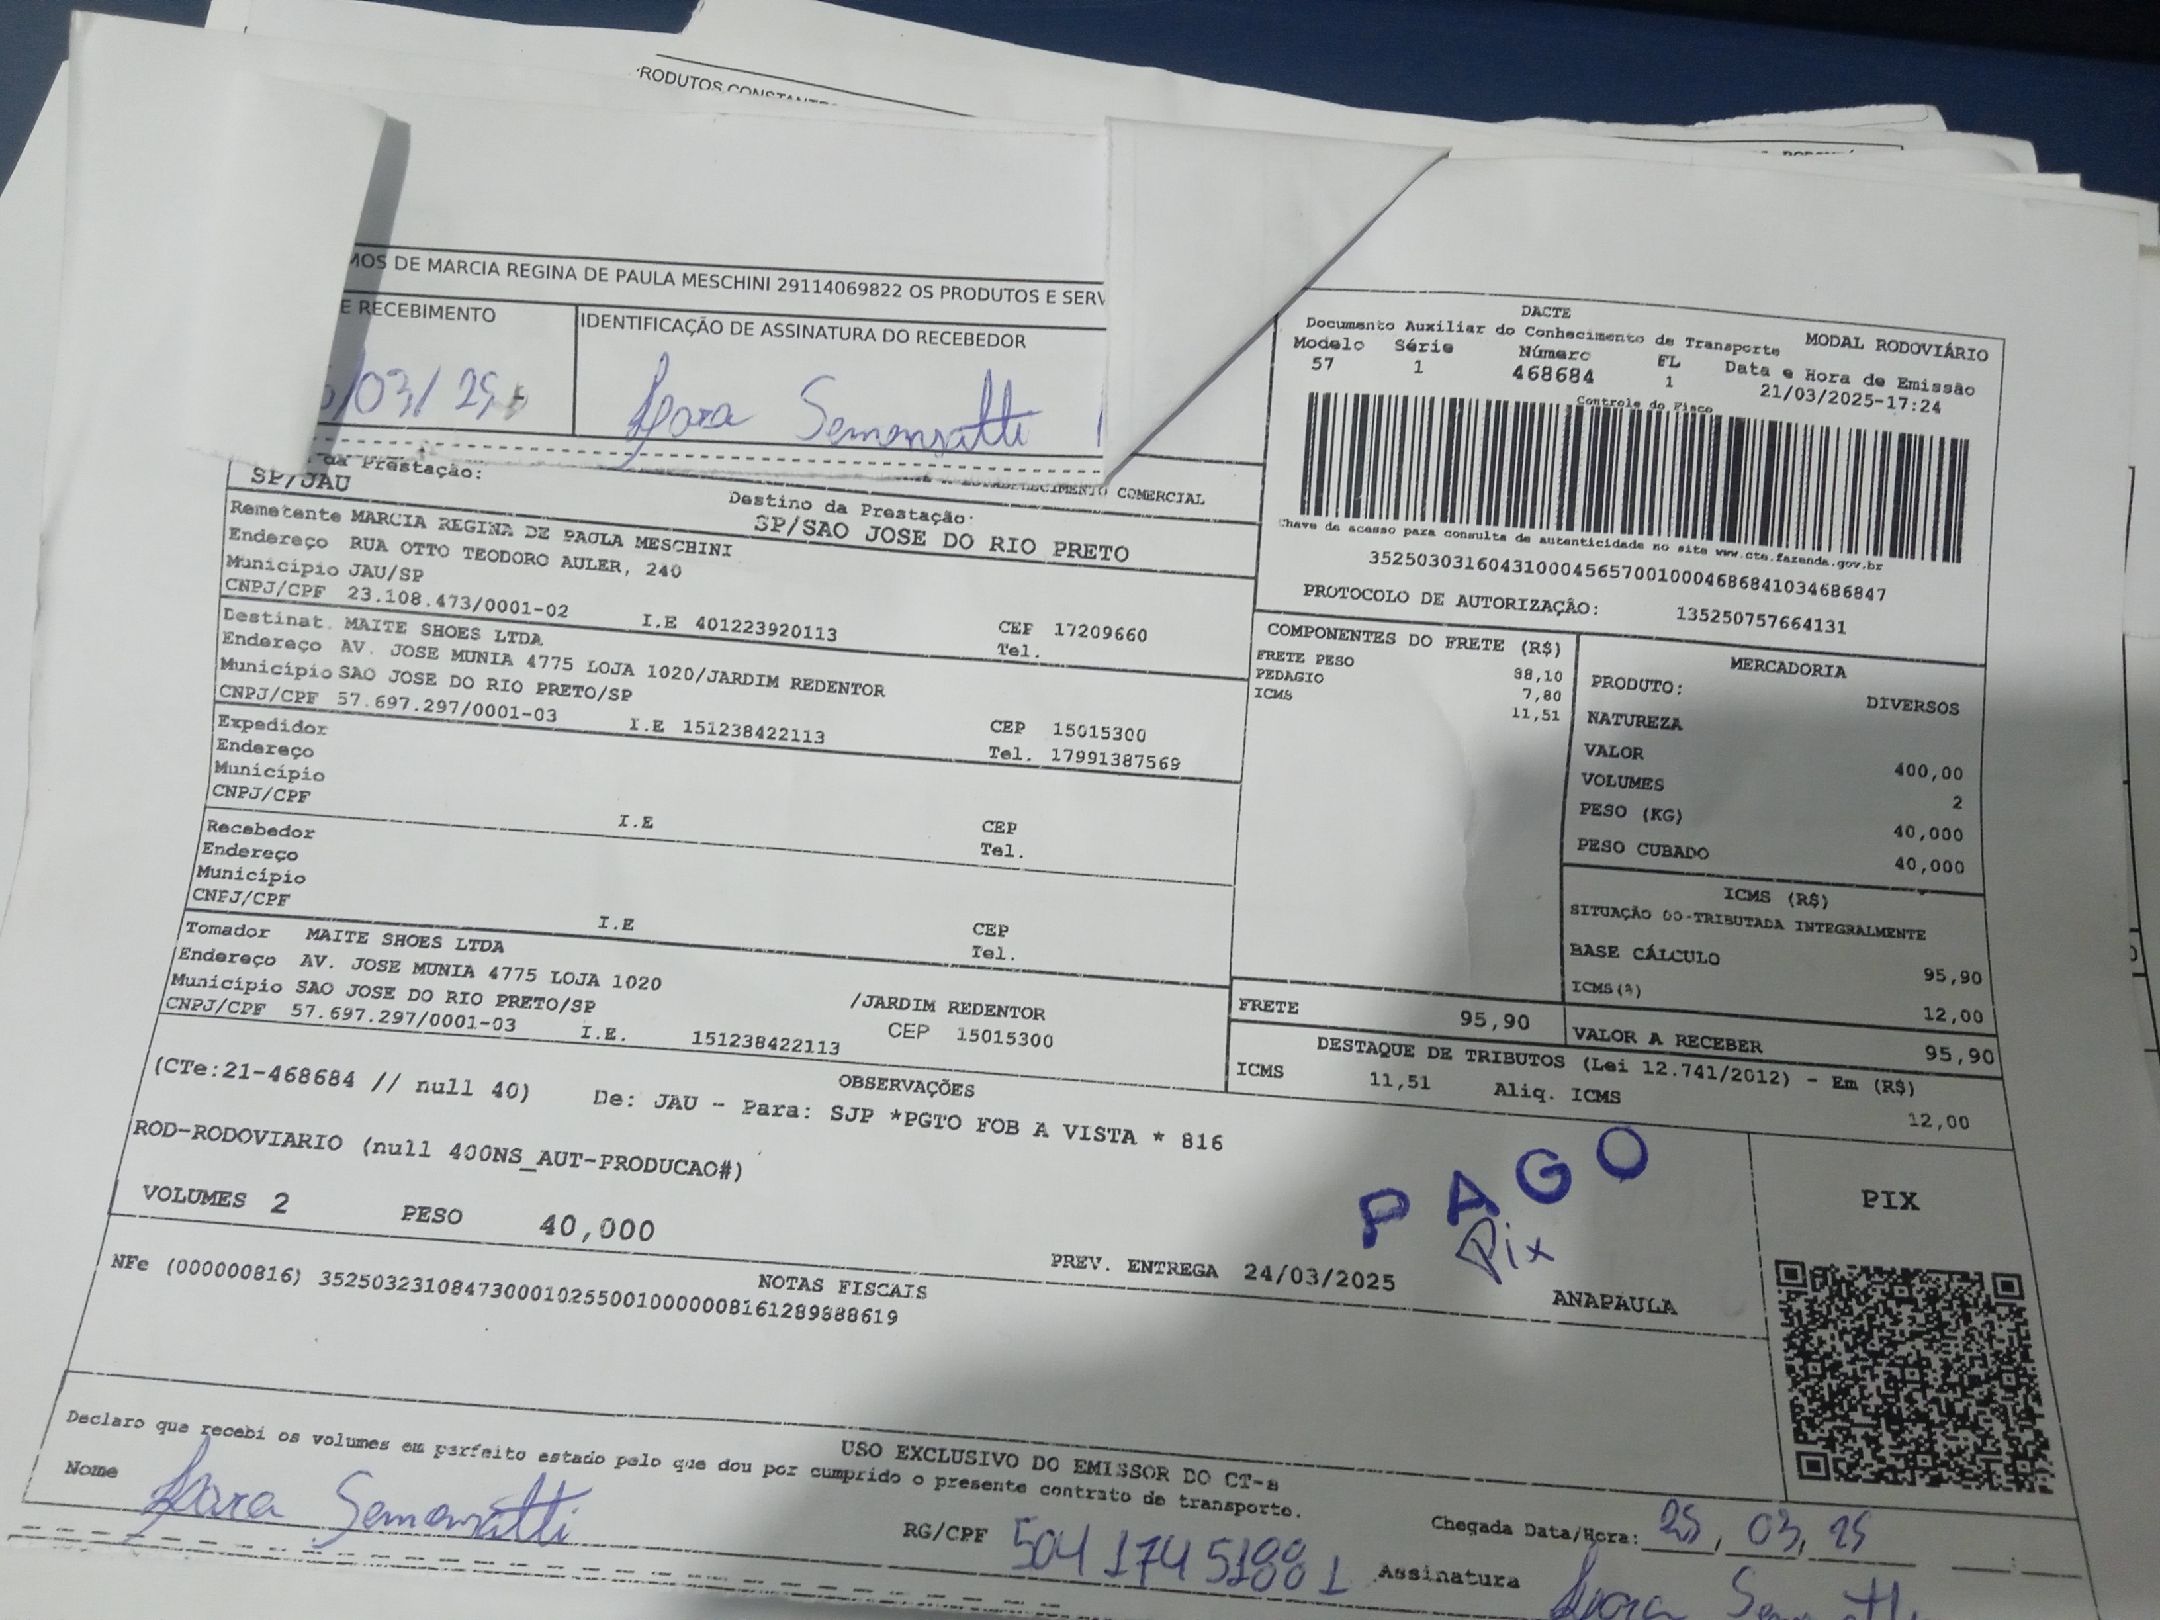 RODUTOS CONSTANTE
MOS DE MARCIA REGINA DE PAULA MESCHINI 29114069822 OS PRODUTOS E SERV
E RECEBIMENTO
IDENTIFICAÇÃO DE ASSINATURA DO RECEBEDOR
/03/25
Semensatti
DACTE
Documento Auxiliar do Conhecimento de Transporte
MODAL RODOVIÁRIO
Modelo Série Número FL Data e Hora de Emissão
57 1 468684 1 21/03/2025-17:24
Controle do Fisco
Chave de acesso para consulta de autenticidade no site www.cte.fazenda.gov.br
35250303160431000456570010004686841034686847
PROTOCOLO DE AUTORIZAÇÃO: 135250757664131
COMERCIAL
da Prestação:
SP/JAU
Destino da Prestação:
SP/SAO JOSE DO RIO PRETO
Remetente MARCIA REGINA DE PAULA MESCHINI
Endereço RUA OTTO TEODORO AULER, 240
Município JAU/SP
CNPJ/CPF 23.108.473/0001-02 I.E 401223920113 CEP 17209660
Tel.
Destinat. MAITE SHOES LTDA
Endereço AV. JOSE MUNIA 4775 LOJA 1020/JARDIM REDENTOR
Município SAO JOSE DO RIO PRETO/SP
CNPJ/CPF 57.697.297/0001-03 I.E 151238422113 CEP 15015300
Tel. 17991387569
Expedidor
Endereço
Município
CNPJ/CPF I.E CEP
Tel.
Recebedor
Endereço
Município
CNPJ/CPF I.E CEP
Tel.
Tomador MAITE SHOES LTDA
Endereço AV. JOSE MUNIA 4775 LOJA 1020 /JARDIM REDENTOR
Município SAO JOSE DO RIO PRETO/SP CEP 15015300
CNPJ/CPF 57.697.297/0001-03 I.E. 151238422113
COMPONENTES DO FRETE (R$)
FRETE PESO 98,10
PEDAGIO 7,80
ICMS 11,51
MERCADORIA
PRODUTO: DIVERSOS
NATUREZA
VALOR 400,00
VOLUMES 2
PESO (KG) 40,000
PESO CUBADO 40,000
ICMS (R$)
SITUAÇÃO 00-TRIBUTADA INTEGRALMENTE
BASE CÁLCULO 95,90
ICMS(%) 12,00
FRETE 95,90
VALOR A RECEBER 95,90
DESTAQUE DE TRIBUTOS (Lei 12.741/2012) - Em (R$)
ICMS 11,51 Aliq. ICMS 12,00
OBSERVAÇÕES
(CTe:21-468684 // null 40) De: JAU - Para: SJP *PGTO FOB A VISTA * 816
ROD-RODOVIARIO (null 400NS_AUT-PRODUCAO#)
VOLUMES 2 PESO 40,000
PREV. ENTREGA 24/03/2025
PAGO
Pix
ANAPAULA
PIX
NOTAS FISCAIS
NFe (000000816) 35250323108473000102550010000008161289888619
USO EXCLUSIVO DO EMISSOR DO CT-e
Declaro que recebi os volumes em perfeito estado pelo que dou por cumprido o presente contrato de transporte.
Nome Semensatti
RG/CPF
Chegada Data/Hora: 25, 03, 25
Assinatura